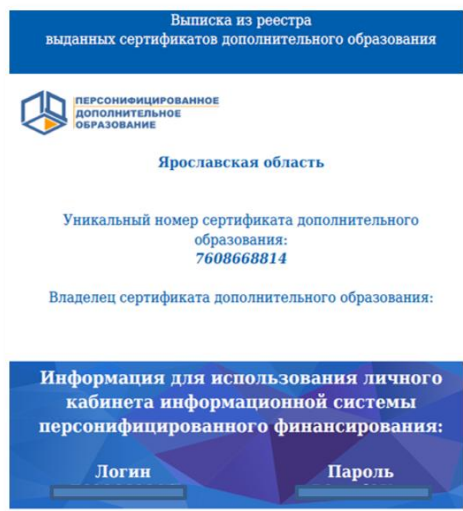 Выписка из реестра
выданных сертификатов дополнительного образования
ПЕРСОНИФИЦИРОВАННОЕ
ДОПОЛНИТЕЛЬНОЕ
ОБРАЗОВАНИЕ
Ярославская область
Уникальный номер сертификата дополнительного
образования:
7608668814
Владелец сертификата дополнительного образования:
Информация для использования личного
кабинета информационной системы
персонифицированного финансирования:
Логин Пароль